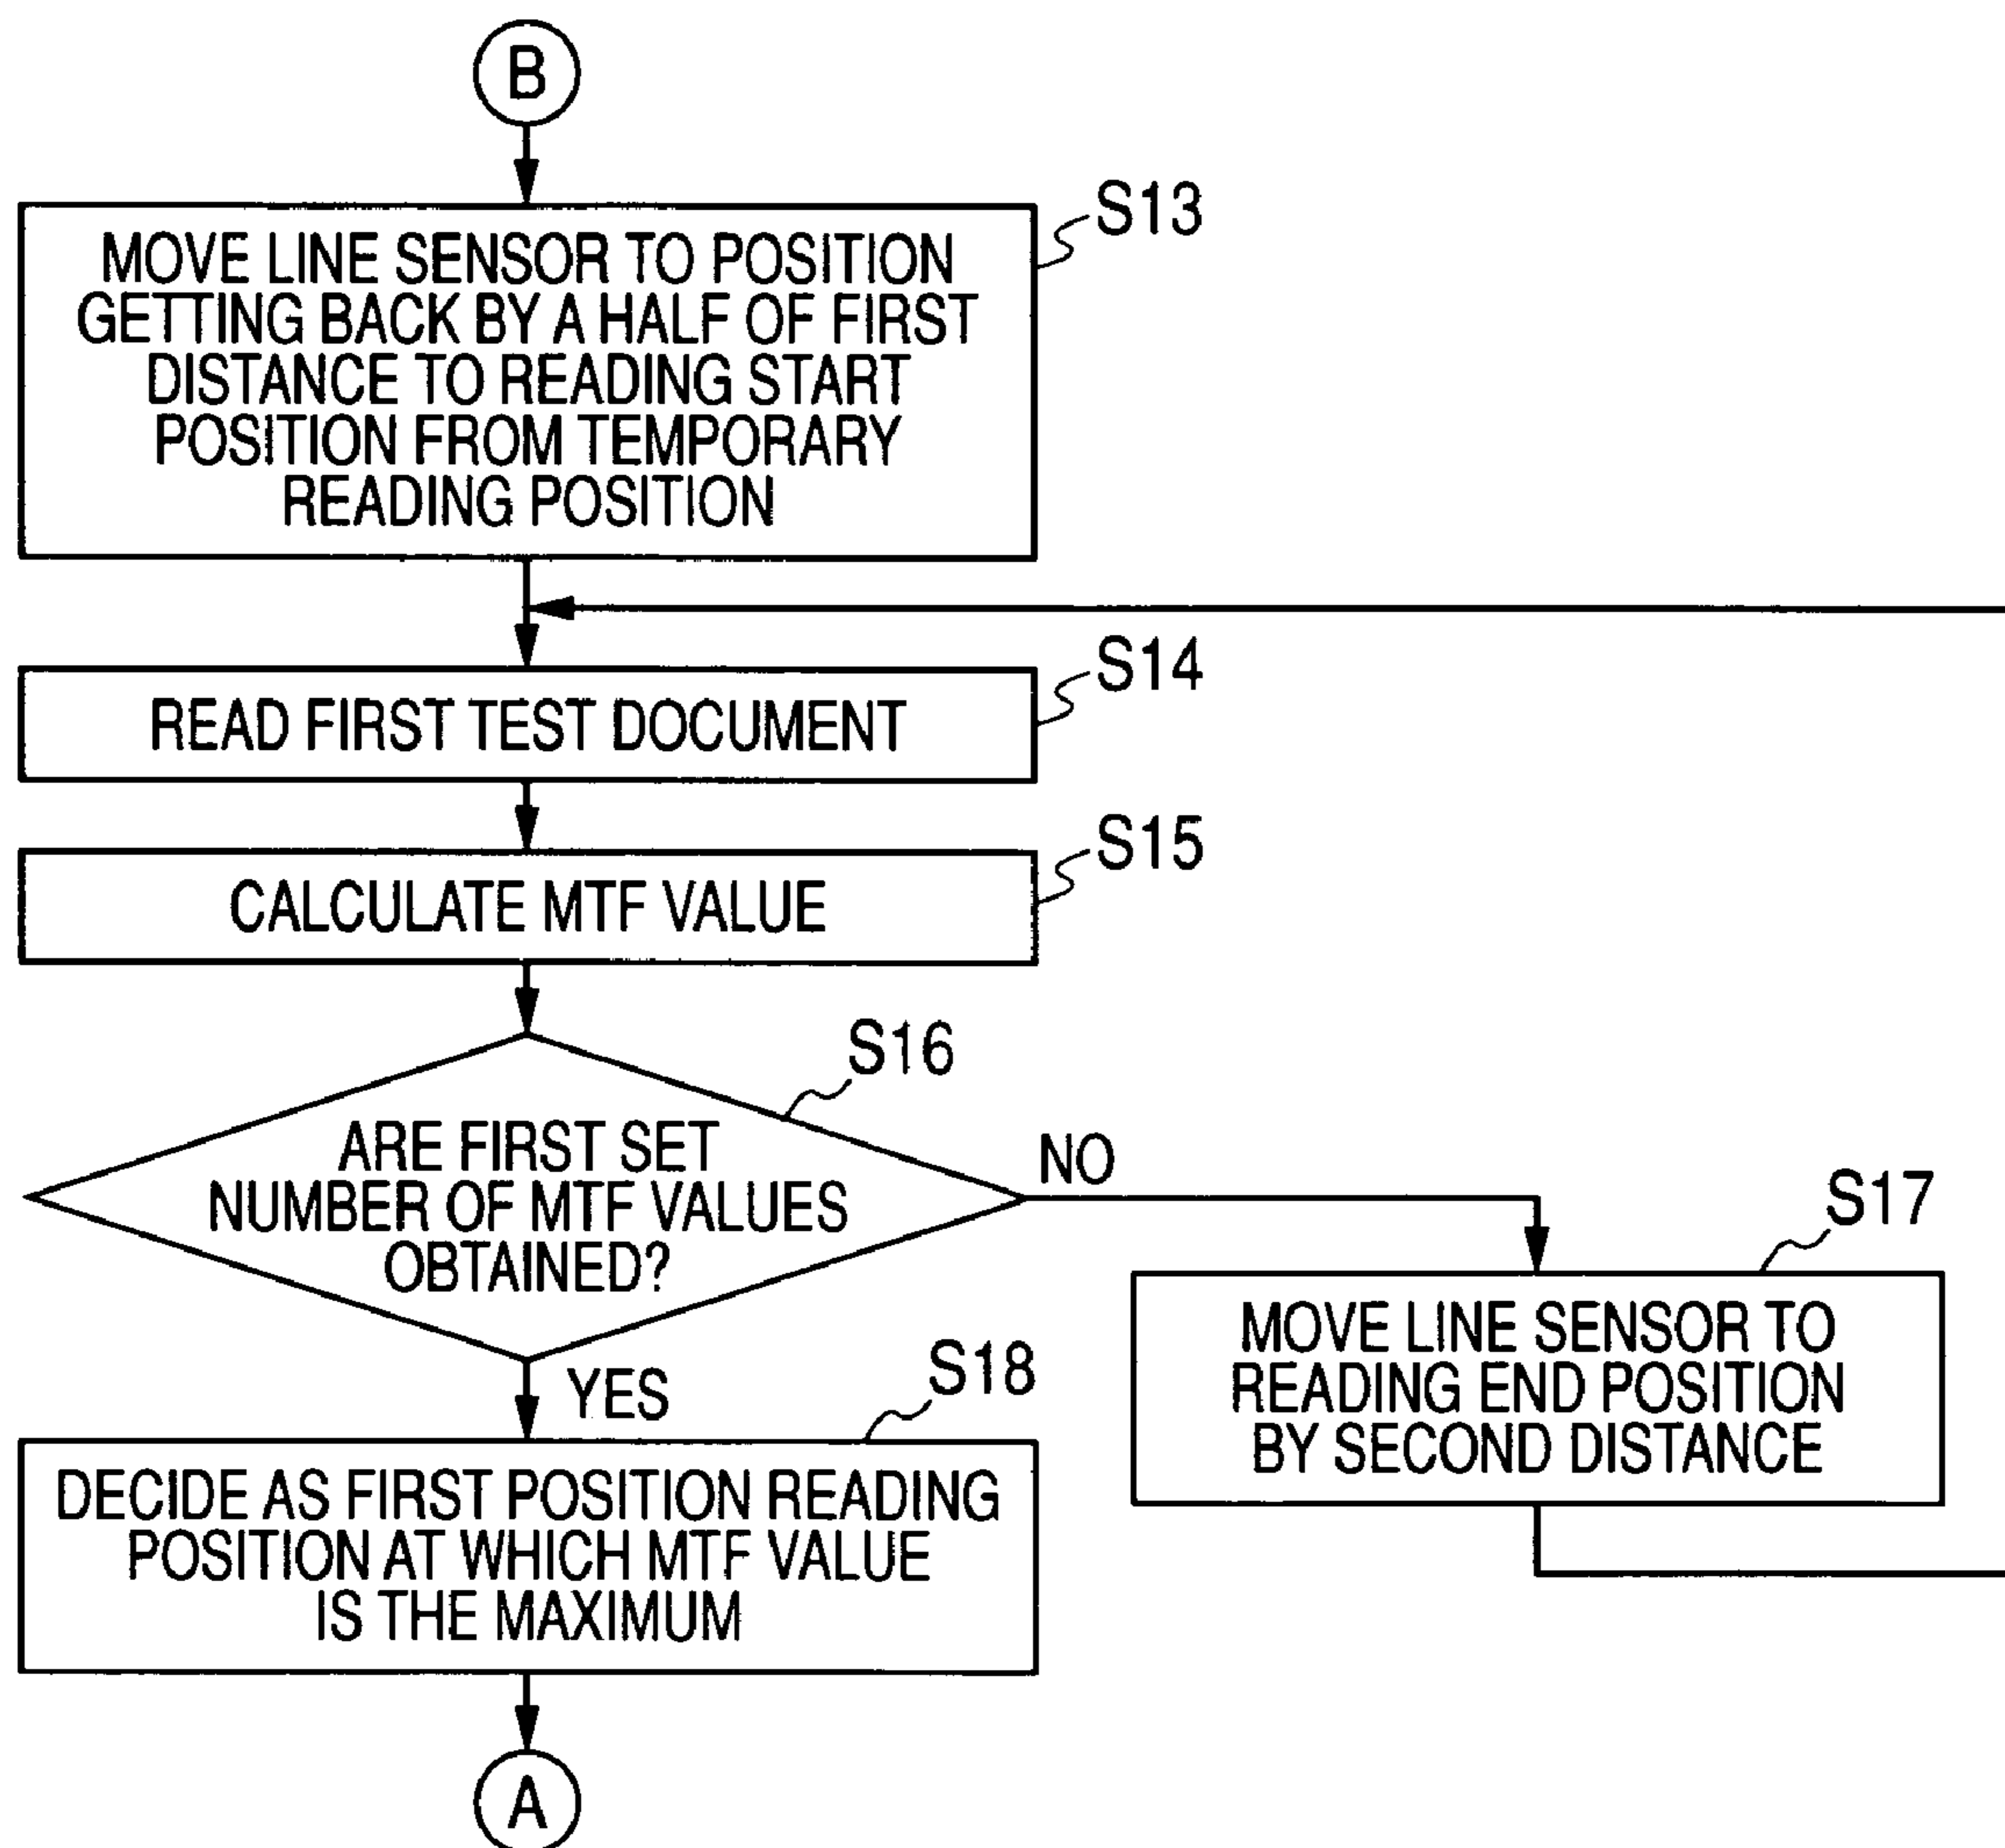 B
S13
MOVE LINE SENSOR TO POSITION
GETTING BACK BY A HALF OF FIRST
DISTANCE TO READING START
POSITION FROM TEMPORARY
READING POSITION
S14
READ FIRST TEST DOCUMENT
S15
CALCULATE MTF VALUE
S16
ARE FIRST SET
NUMBER OF MTF VALUES
OBTAINED?
NO
S17
MOVE LINE SENSOR TO
READING END POSITION
BY SECOND DISTANCE
YES
S18
DECIDE AS FIRST POSITION READING
POSITION AT WHICH MTF VALUE
IS THE MAXIMUM
A